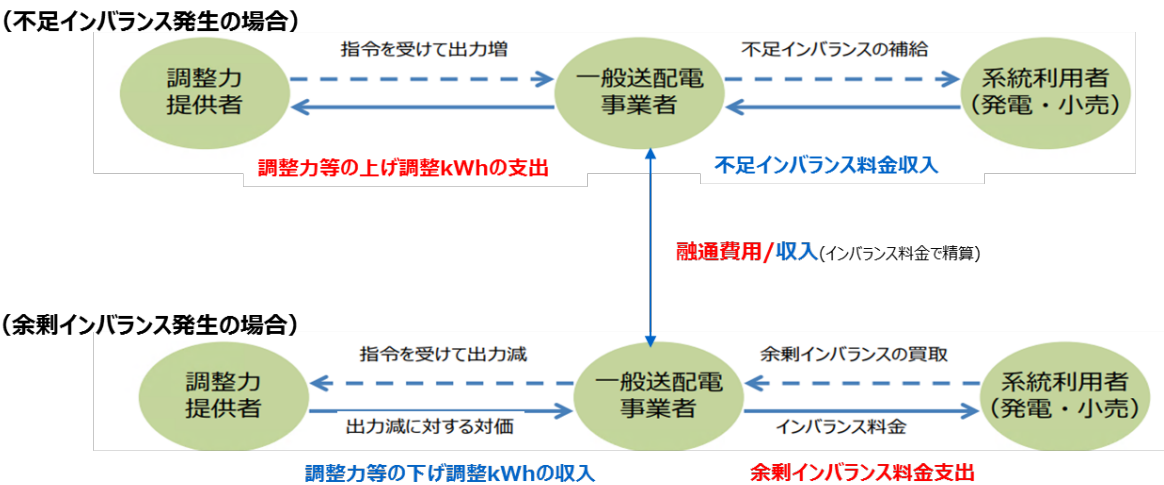 （不足インバランス発生の場合）
指令を受けて出力増
不足インバランスの補給
調整力
提供者
一般送配電
事業者
系統利用者
（発電・小売）
調整力等の上げ調整kWhの支出
不足インバランス料金収入
融通費用/収入(インバランス料金で精算)
（余剰インバランス発生の場合）
指令を受けて出力減
余剰インバランスの買取
調整力
提供者
一般送配電
事業者
系統利用者
（発電・小売）
出力減に対する対価
インバランス料金
調整力等の下げ調整kWhの収入
余剰インバランス料金支出